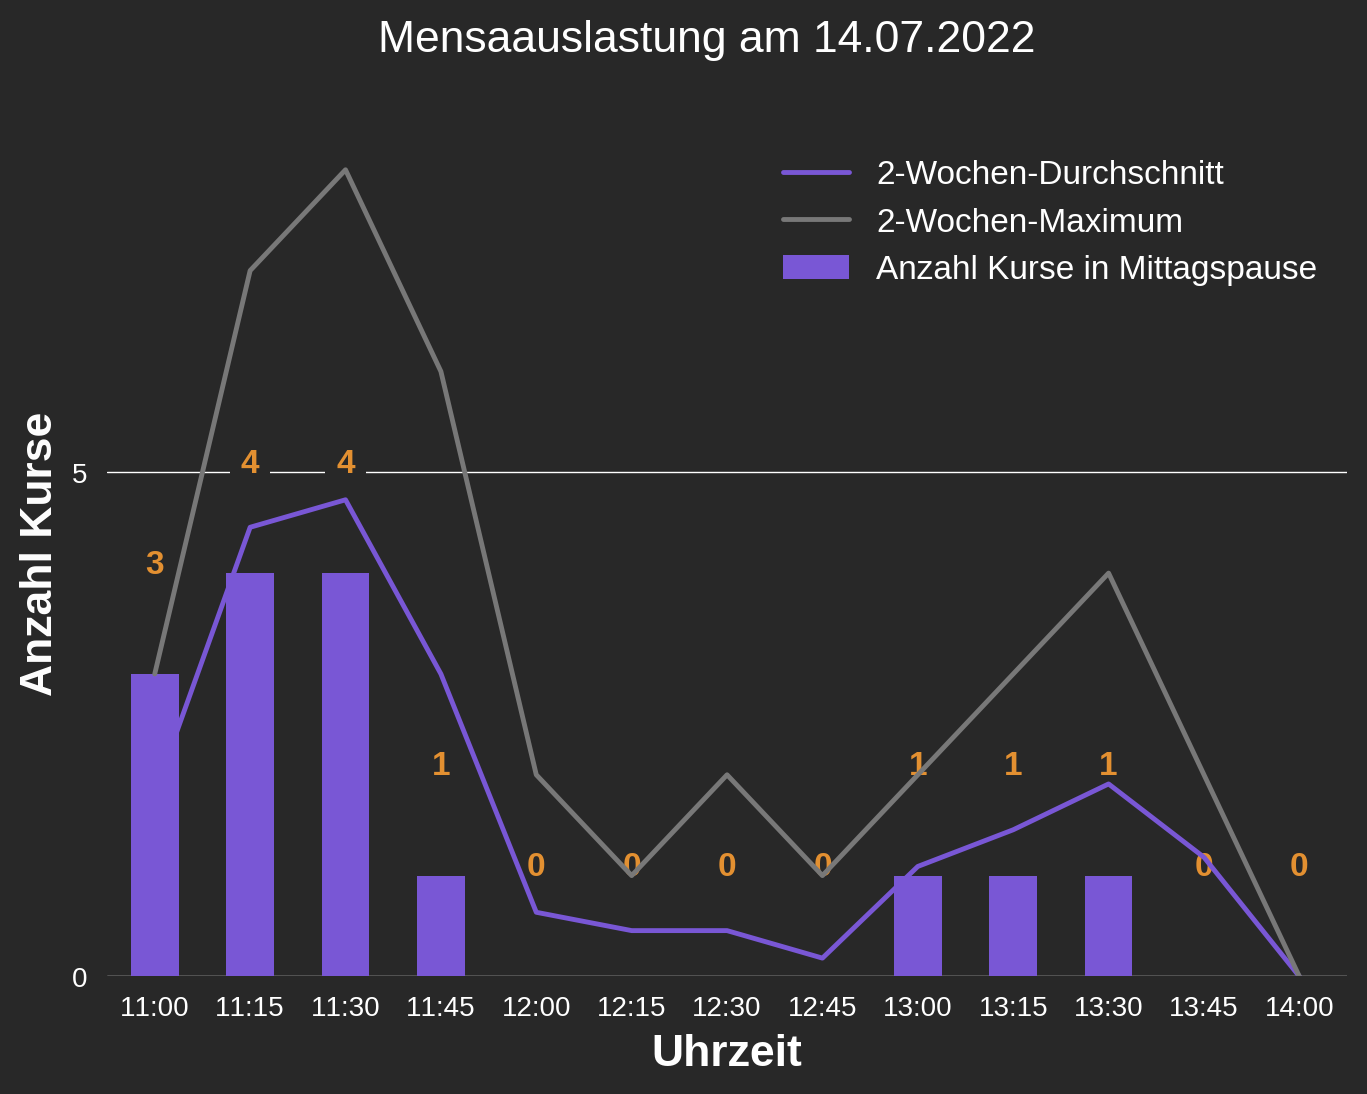 Mensaauslastung am 14.07.2022
2-Wochen-Durchschnitt
2-Wochen-Maximum
Anzahl Kurse in Mittagspause
Anzahl Kurse
5
0
3
4
4
1
0
0
0
0
1
1
1
0
0
11:00 11:15 11:30 11:45 12:00 12:15 12:30 12:45 13:00 13:15 13:30 13:45 14:00
Uhrzeit